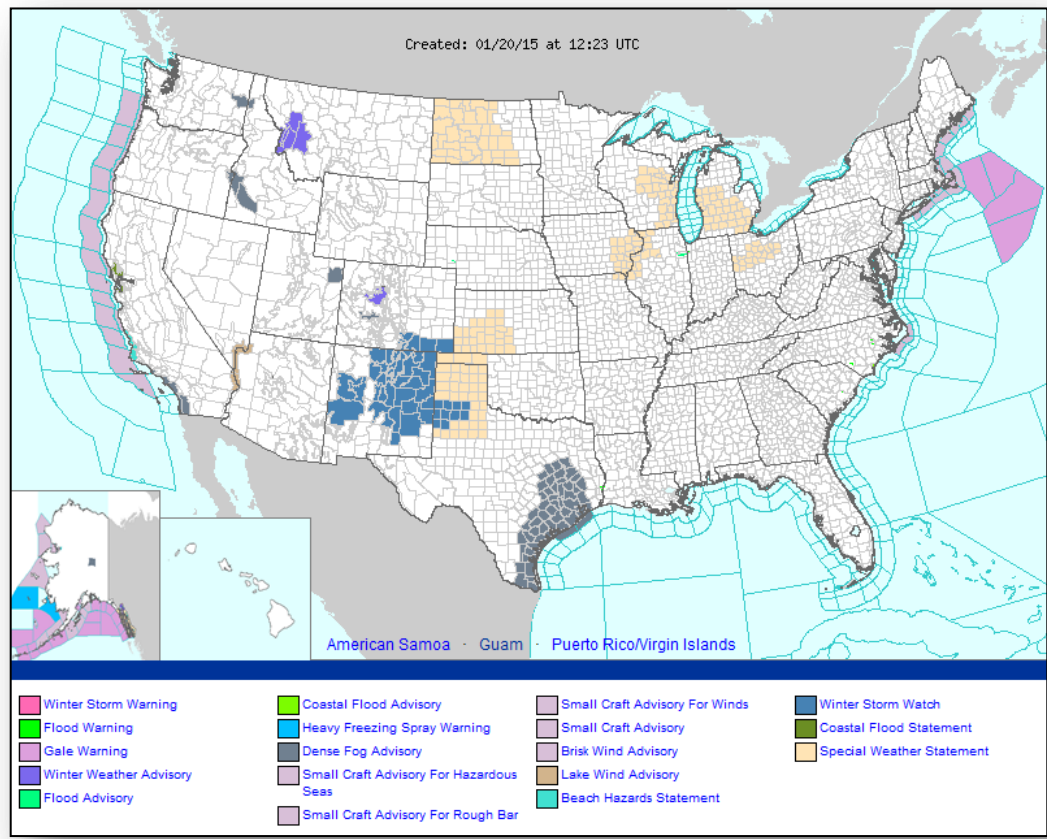 Created: 01/20/15 at 12:23 UTC
American Samoa · Guam · Puerto Rico/Virgin Islands
Winter Storm Warning
Flood Warning
Gale Warning
Winter Weather Advisory
Flood Advisory
Coastal Flood Advisory
Heavy Freezing Spray Warning
Dense Fog Advisory
Small Craft Advisory For Hazardous
Seas
Small Craft Advisory For Rough Bar
Small Craft Advisory For Winds
Small Craft Advisory
Brisk Wind Advisory
Lake Wind Advisory
Beach Hazards Statement
Winter Storm Watch
Coastal Flood Statement
Special Weather Statement